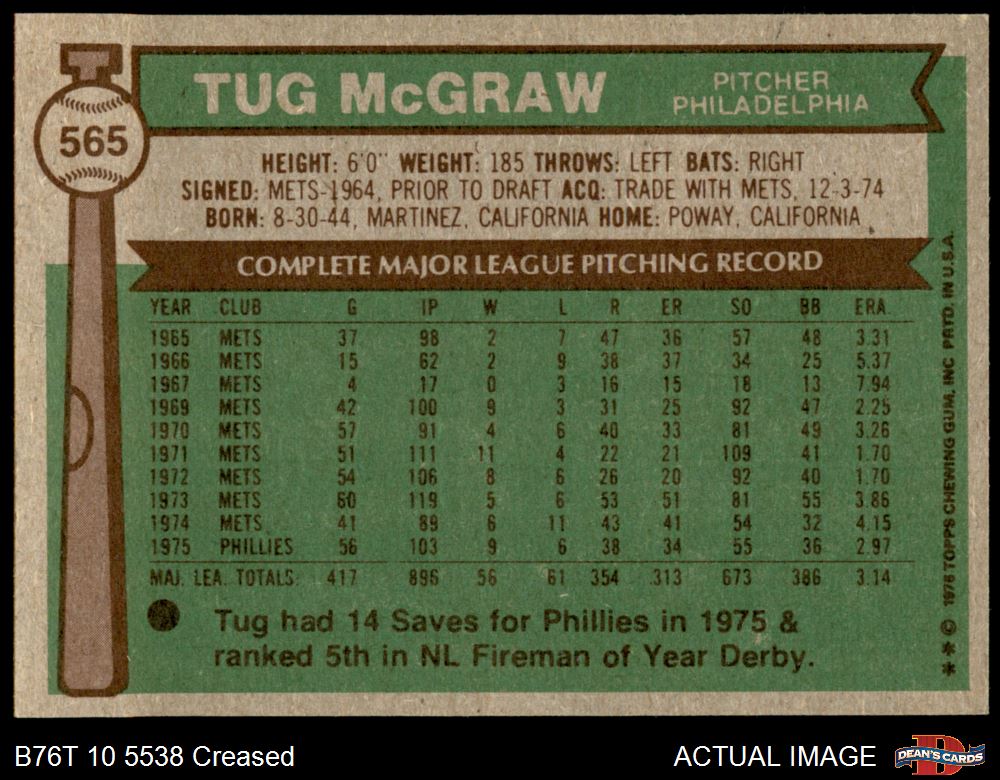 TUG McGRAW
PITCHER
PHILADELPHIA
565
HEIGHT: 6'0" WEIGHT: 185 THROWS: LEFT BATS: RIGHT
SIGNED: METS-1964, PRIOR TO DRAFT ACQ: TRADE WITH METS, 12-3-74
BORN: 8-30-44, MARTINEZ, CALIFORNIA HOME: POWAY, CALIFORNIA
COMPLETE MAJOR LEAGUE PITCHING RECORD
YEAR CLUB G IP W L R ER SO BB ERA
1965 METS 37 98 2 7 47 36 57 48 3.31
1966 METS 15 62 2 9 38 37 34 25 5.37
1967 METS 4 17 0 3 16 15 18 13 7.94
1969 METS 42 100 9 3 31 25 92 47 2.25
1970 METS 57 91 4 6 40 33 81 49 3.26
1971 METS 51 111 11 4 22 21 109 41 1.70
1972 METS 54 106 8 6 26 20 92 40 1.70
1973 METS 60 119 5 6 53 51 81 55 3.86
1974 METS 41 89 6 11 43 41 54 32 4.15
1975 PHILLIES 56 103 9 6 38 34 55 36 2.97
MAJ. LEA. TOTALS: 417 896 56 61 354 313 673 386 3.14
Tug had 14 Saves for Phillies in 1975 &
ranked 5th in NL Fireman of Year Derby.
** © 1976 TOPPS CHEWING GUM, INC. PRTD. IN U.S.A.
B76T 10 5538 Creased
ACTUAL IMAGE
DEAN'S CARDS